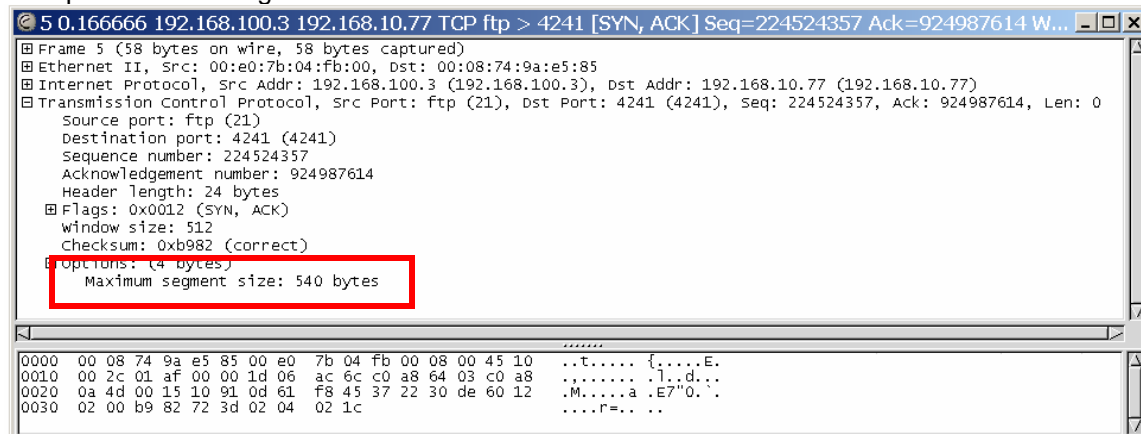 5 0.166666 192.168.100.3 192.168.10.77 TCP ftp > 4241 [SYN, ACK] Seq=224524357 Ack=924987614 W...
Frame 5 (58 bytes on wire, 58 bytes captured)
Ethernet II, Src: 00:e0:7b:04:fb:00, Dst: 00:08:74:9a:e5:85
Internet Protocol, Src Addr: 192.168.100.3 (192.168.100.3), Dst Addr: 192.168.10.77 (192.168.10.77)
Transmission Control Protocol, Src Port: ftp (21), Dst Port: 4241 (4241), Seq: 224524357, Ack: 924987614, Len: 0
Source port: ftp (21)
Destination port: 4241 (4241)
Sequence number: 224524357
Acknowledgement number: 924987614
Header length: 24 bytes
Flags: 0x0012 (SYN, ACK)
Window size: 512
Checksum: 0xb982 (correct)
Options: (4 bytes)
Maximum segment size: 540 bytes
0000 00 08 74 9a e5 85 00 e0 7b 04 fb 00 08 00 45 10 ..t..... {.....E.
0010 00 2c 01 af 00 00 1d 06 ac 6c c0 a8 64 03 c0 a8 .,...... .l..d...
0020 0a 4d 00 15 10 91 0d 61 f8 45 37 22 30 de 60 12 .M.....a .E7"0.`.
0030 02 00 b9 82 72 3d 02 04 02 1c ....r=.. ..